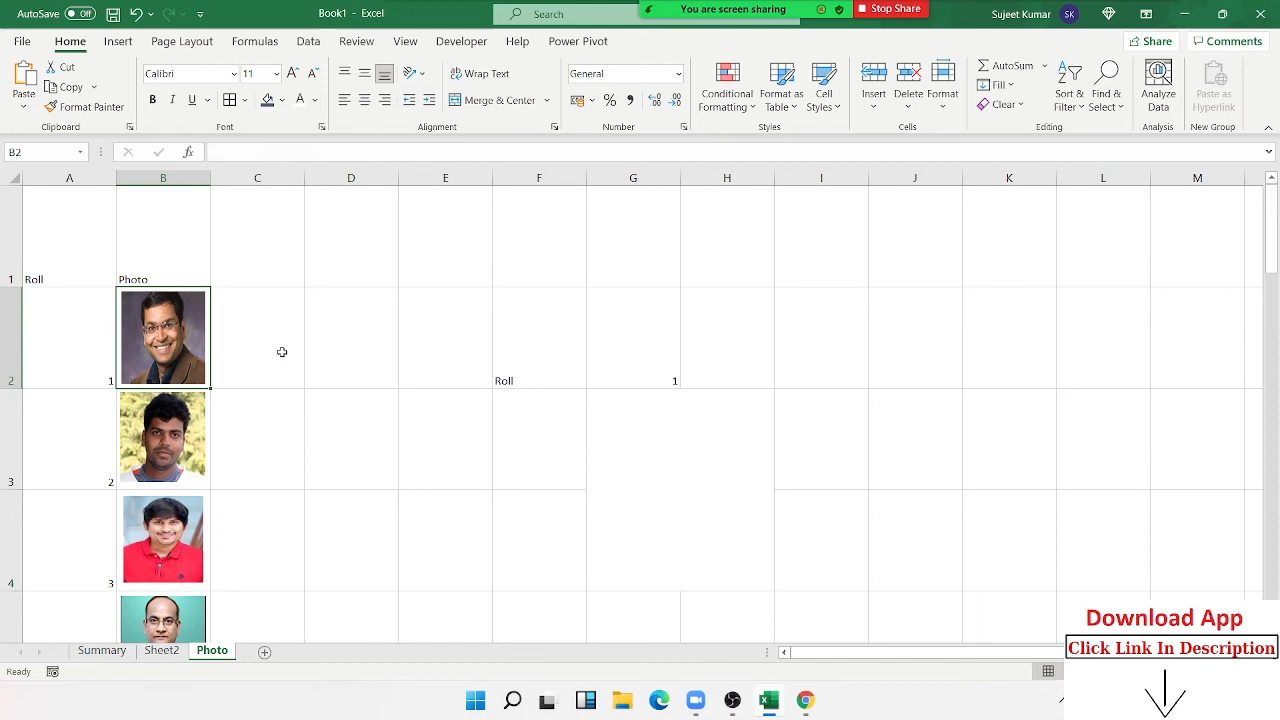 AutoSave Off Book1 - Excel Search You are screen sharing Stop Share Sujeet Kumar SK
File Home Insert Page Layout Formulas Data Review View Developer Help Power Pivot Share Comments
Paste Cut Copy Format Painter
Calibri 11
B I U A
Wrap Text
Merge & Center
General
Conditional Formatting
Format as Table
Cell Styles
Insert Delete Format
AutoSum
Fill
Clear
Sort & Filter
Find & Select
Analyze Data
Paste as Hyperlink
Clipboard Font Alignment Number Styles Cells Editing Analysis New Group
B2 fx
A B C D E F G H I J K L M
1 Roll Photo
2 1 Roll 1
3 2
4 3
Summary Sheet2 Photo
Ready
Download App
Click Link In Description